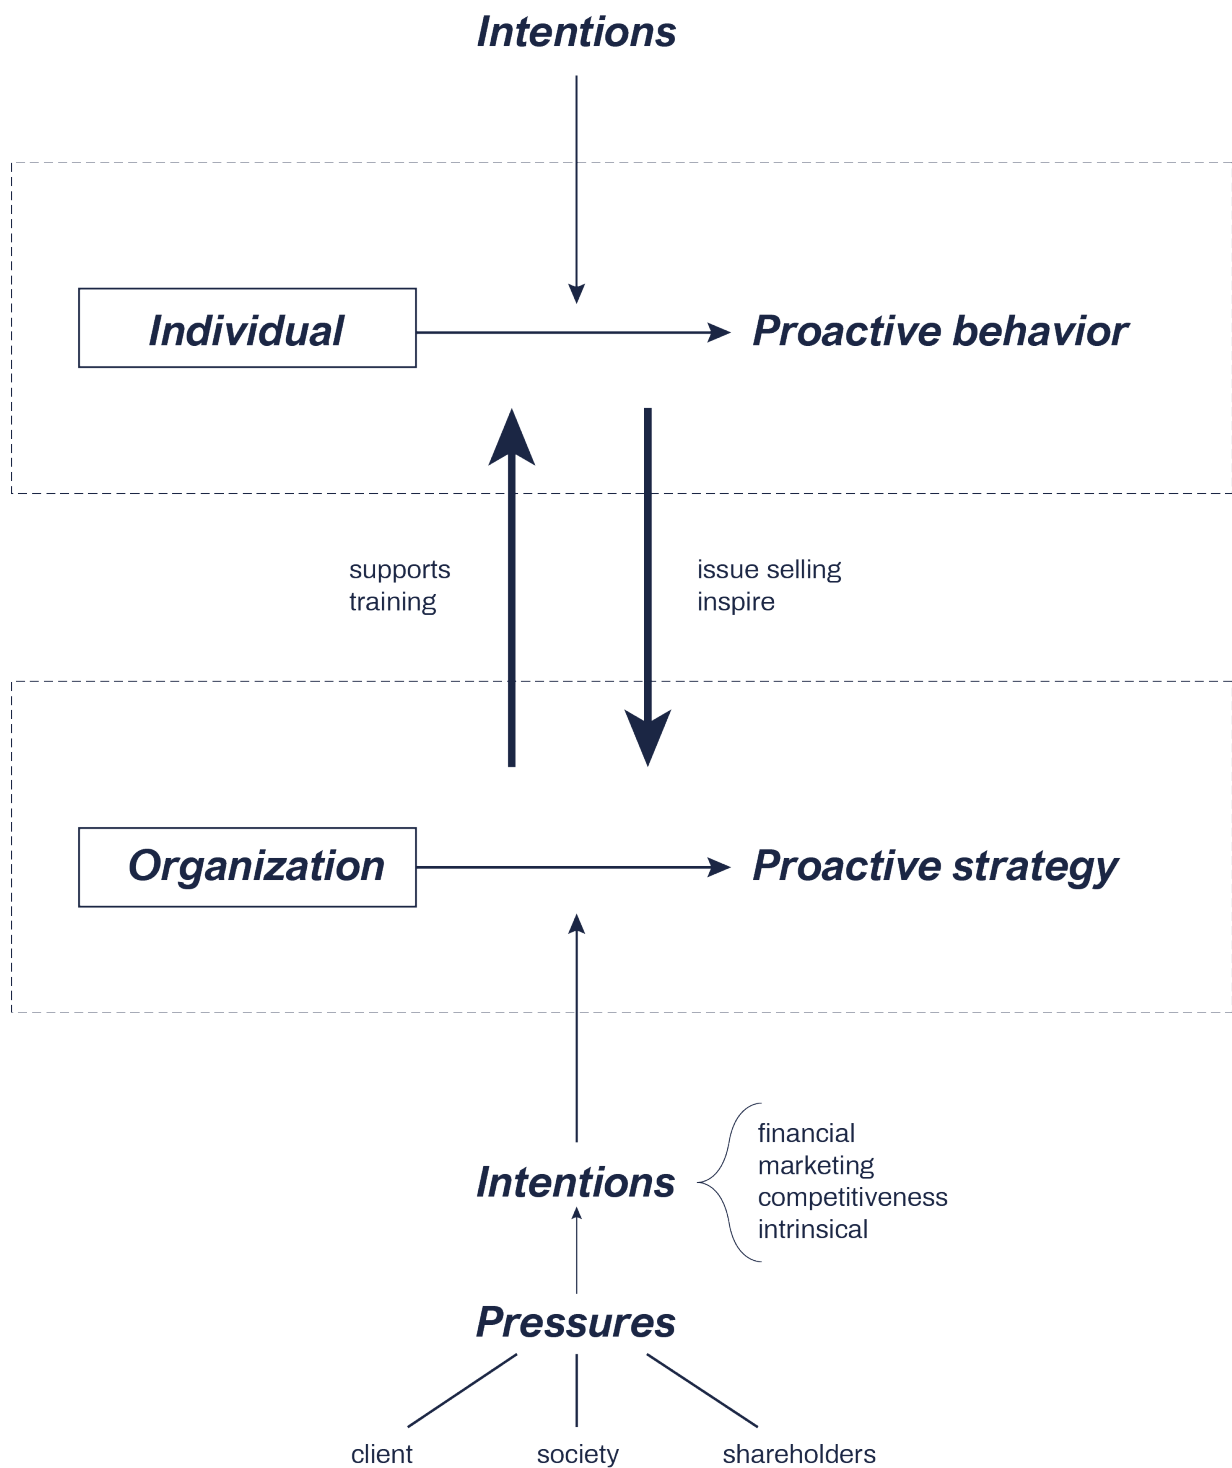 Intentions
Individual
Proactive behavior
supports
training
issue selling
inspire
Organization
Proactive strategy
Intentions
financial
marketing
competitiveness
intrinsical
Pressures
client
society
shareholders